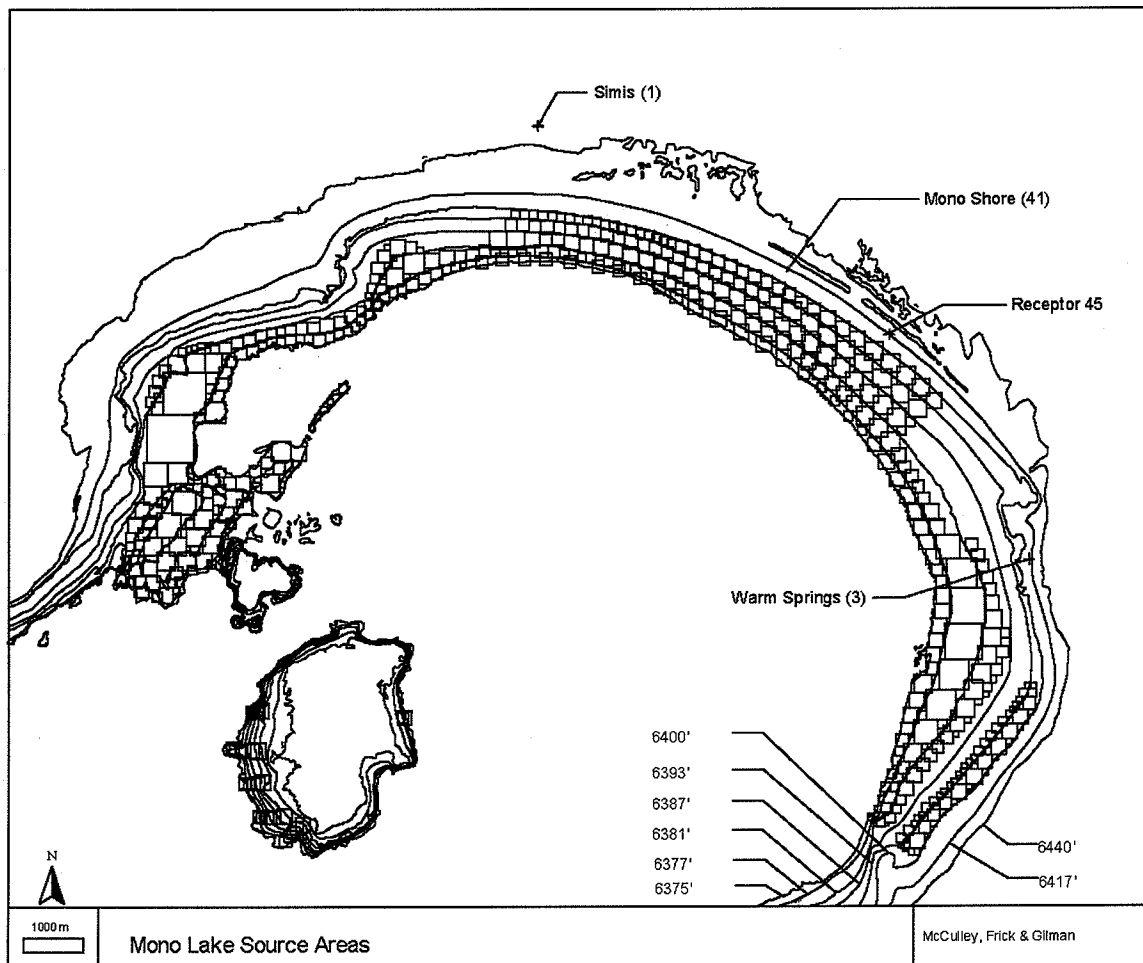 Simis (1)
Mono Shore (41)
Receptor 45
Warm Springs (3)
6400'
6393'
6387'
6381'
6377'
6375'
6440'
6417'
N
1000 m
Mono Lake Source Areas
McCulley, Frick & Gilman